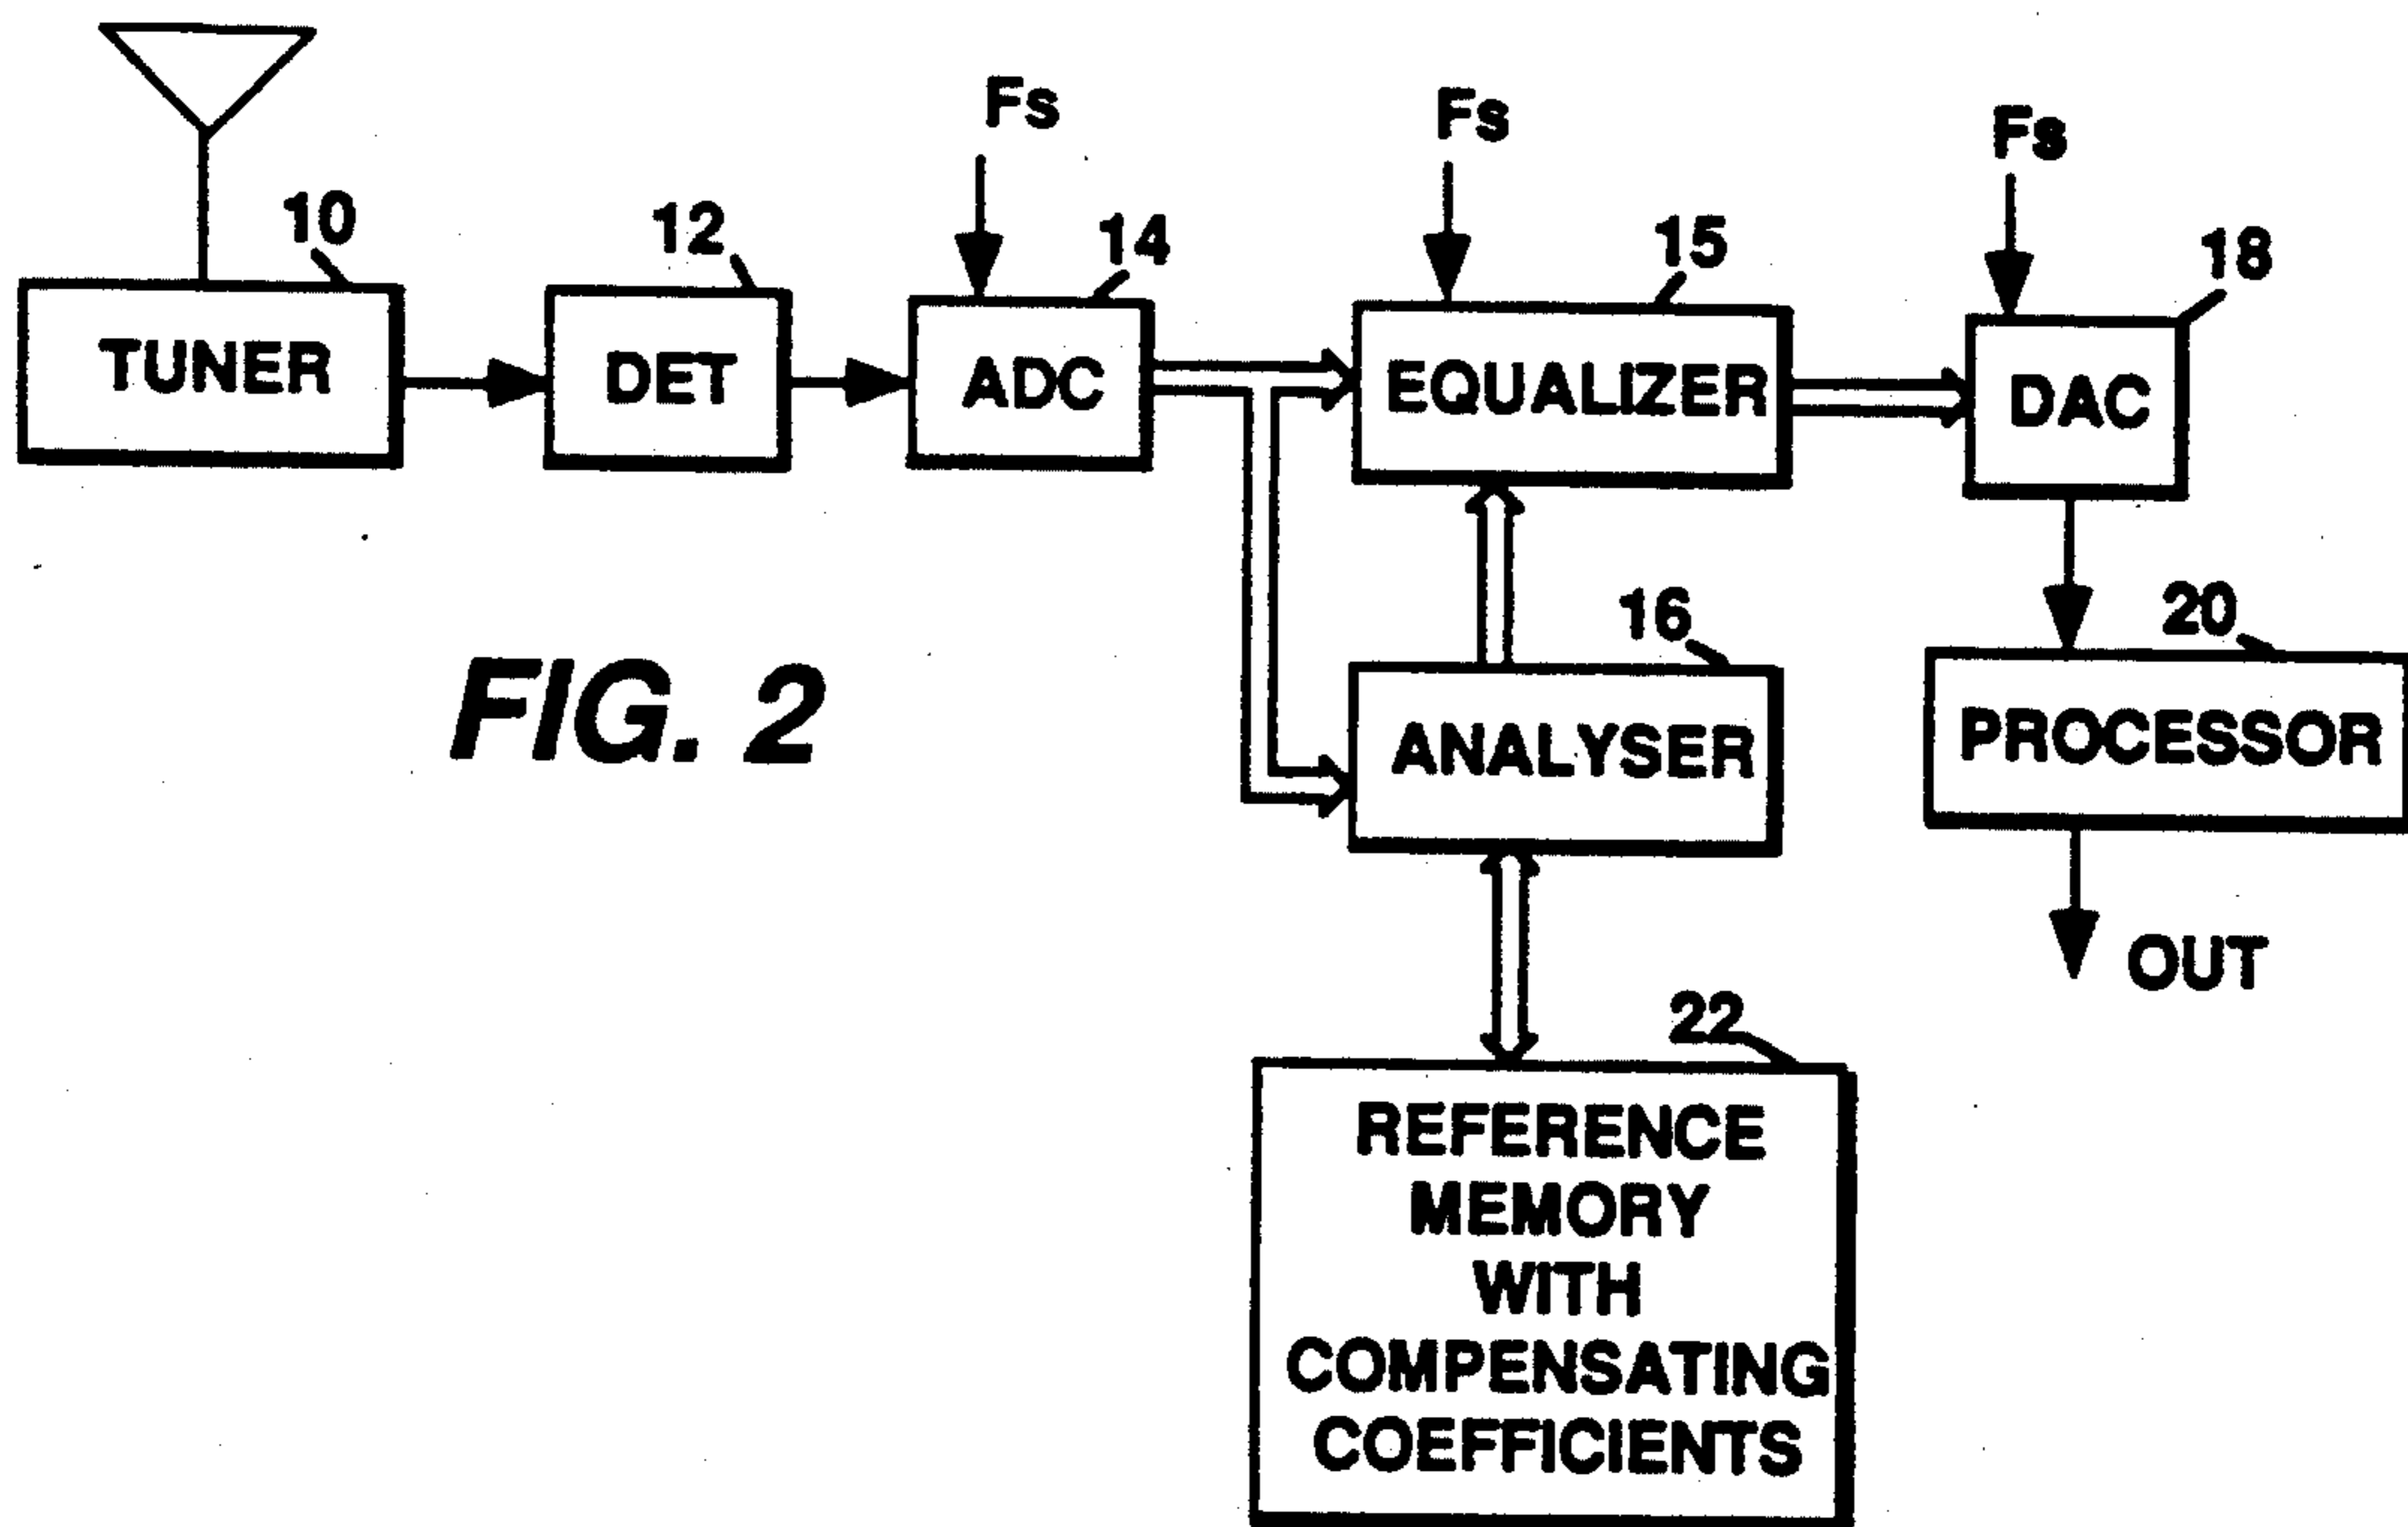 Fs
Fs
Fs
10
12
14
15
18
TUNER
DET
ADC
EQUALIZER
DAC
16
20
FIG. 2
ANALYSER
PROCESSOR
OUT
22
REFERENCE
MEMORY
WITH
COMPENSATING
COEFFICIENTS